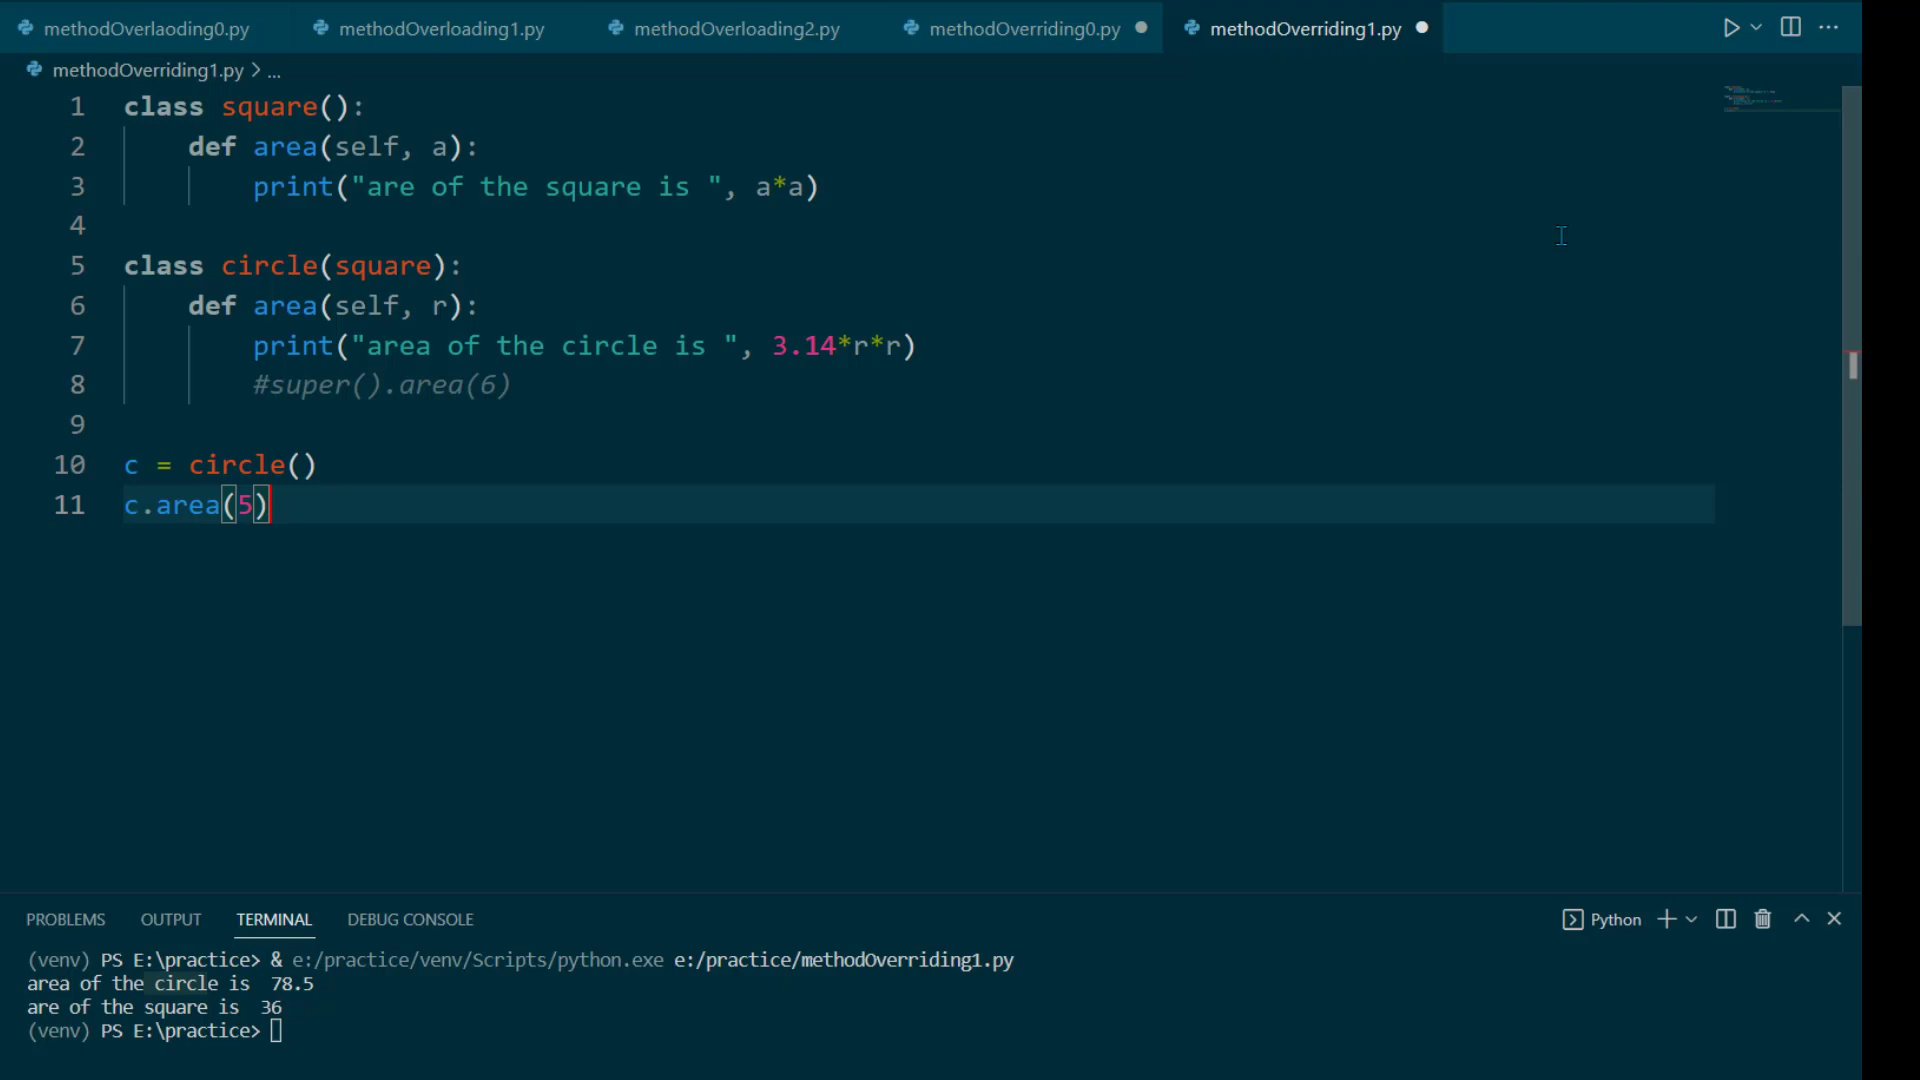 methodOverlaoding0.py methodOverloading1.py methodOverloading2.py methodOverriding0.py methodOverriding1.py
methodOverriding1.py > ...
1 class square():
2 def area(self, a):
3 print("are of the square is ", a*a)
4
5 class circle(square):
6 def area(self, r):
7 print("area of the circle is ", 3.14*r*r)
8 #super().area(6)
9
10 c = circle()
11 c.area(5)
PROBLEMS OUTPUT TERMINAL DEBUG CONSOLE Python
(venv) PS E:\practice> & e:/practice/venv/Scripts/python.exe e:/practice/methodOverriding1.py
area of the circle is  78.5
are of the square is  36
(venv) PS E:\practice>